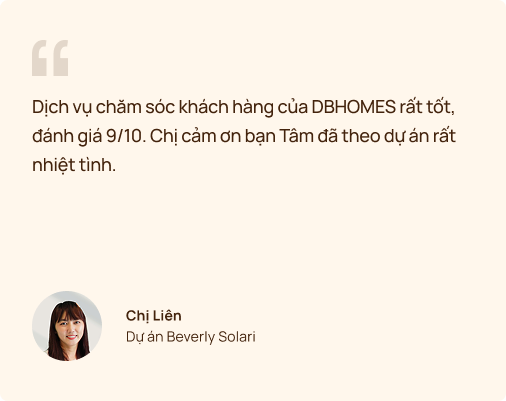 Dịch vụ chăm sóc khách hàng của DBHOMES rất tốt,
đánh giá 9/10. Chị cảm ơn bạn Tâm đã theo dự án rất
nhiệt tình.
Chị Liên
Dự án Beverly Solari